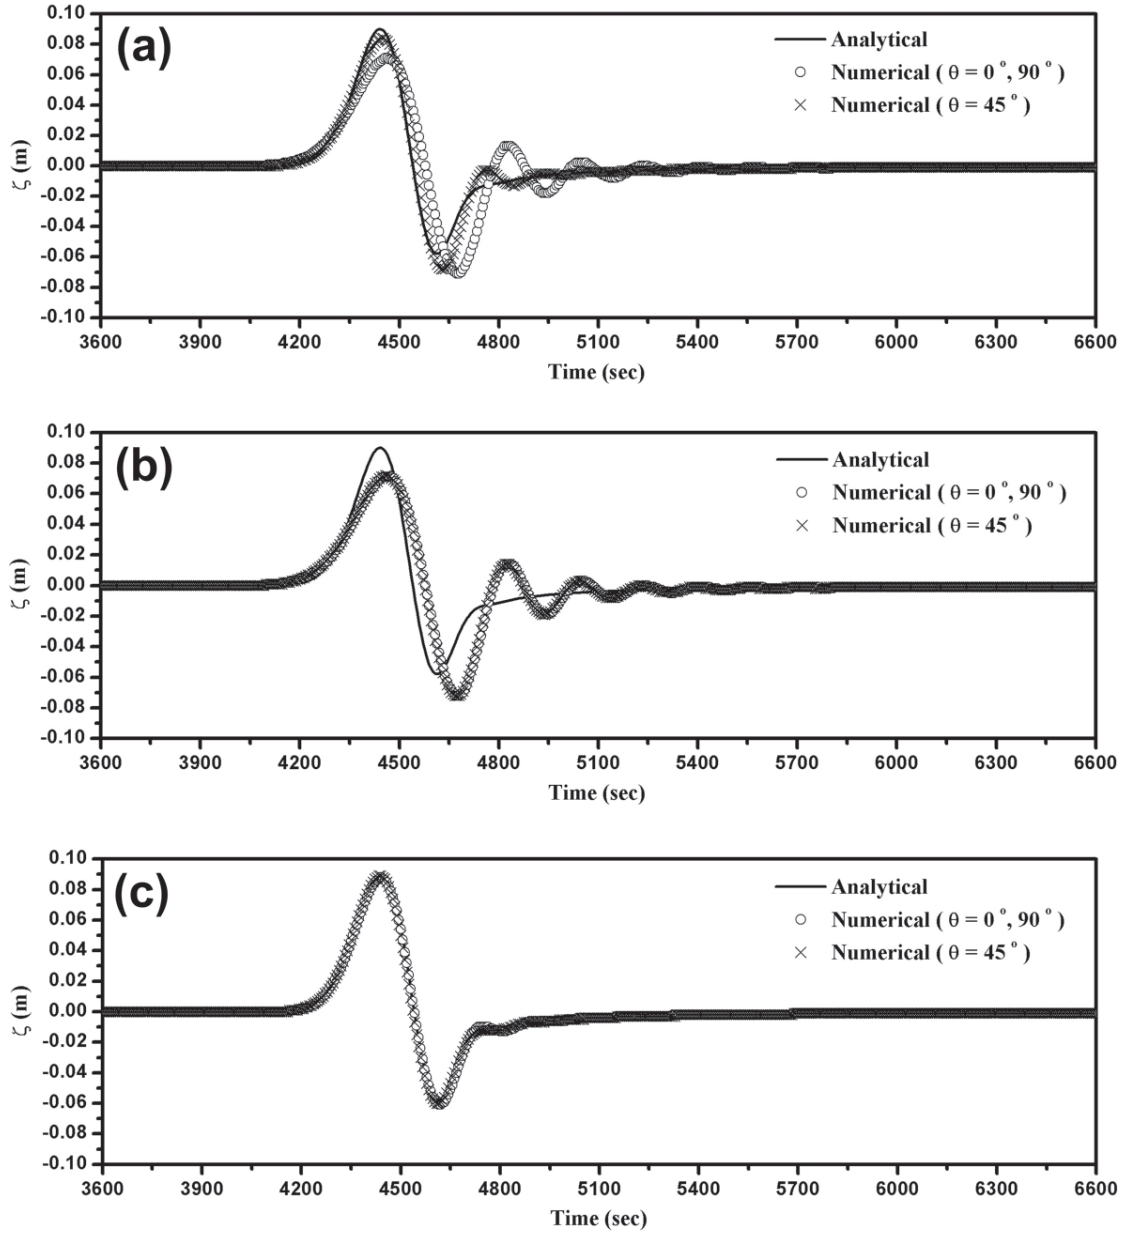 (a)
Analytical
Numerical ( θ = 0 °, 90 ° )
Numerical ( θ = 45 ° )
ζ (m)
0.10
0.08
0.06
0.04
0.02
0.00
-0.02
-0.04
-0.06
-0.08
-0.10
3600 3900 4200 4500 4800 5100 5400 5700 6000 6300 6600
Time (sec)
(b)
Analytical
Numerical ( θ = 0 °, 90 ° )
Numerical ( θ = 45 ° )
ζ (m)
0.10
0.08
0.06
0.04
0.02
0.00
-0.02
-0.04
-0.06
-0.08
-0.10
3600 3900 4200 4500 4800 5100 5400 5700 6000 6300 6600
Time (sec)
(c)
Analytical
Numerical ( θ = 0 °, 90 ° )
Numerical ( θ = 45 ° )
ζ (m)
0.10
0.08
0.06
0.04
0.02
0.00
-0.02
-0.04
-0.06
-0.08
-0.10
3600 3900 4200 4500 4800 5100 5400 5700 6000 6300 6600
Time (sec)